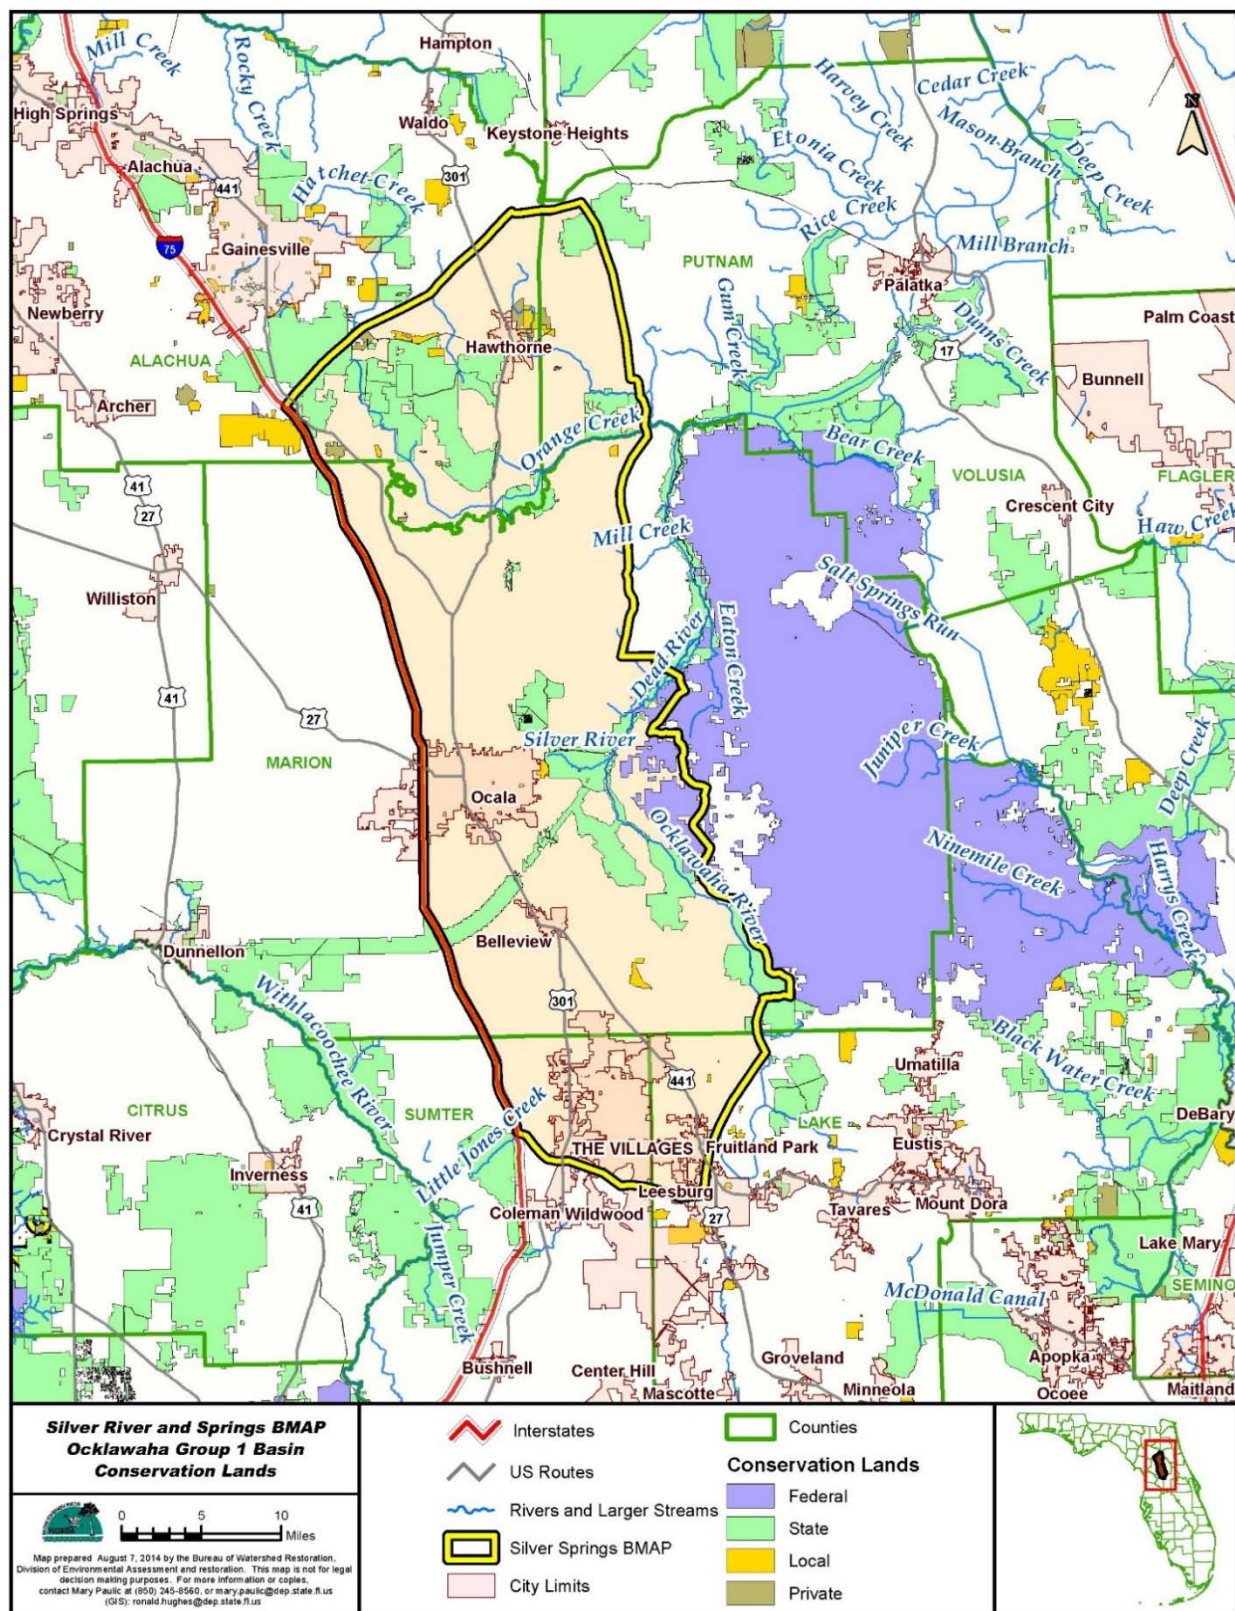 Mill Creek
Rocky Creek
Hampton
Harvey Creek
Cedar Creek
High Springs
Waldo
Keystone Heights
Mason Branch
Alachua
Etonia Creek
Deep Creek
441
Hatchet Creek
301
N
Rice Creek
75
Gainesville
Mill Branch
PUTNAM
Palatka
Gum Creek
Newberry
Dunns Creek
Palm Coast
Hawthorne
17
ALACHUA
Bunnell
Archer
Orange Creek
Bear Creek
VOLUSIA
FLAGLER
41
27
Crescent City
Haw Creek
Mill Creek
Salt Springs Run
Williston
Eaton Creek
Dead River
41
27
Silver River
Juniper Creek
MARION
Deep Creek
Ocala
Ocklawaha River
Ninemile Creek
Harrys Creek
Belleview
Dunnellon
301
Withlacoochee River
Black Water Creek
441
Umatilla
CITRUS
SUMTER
DeBary
Crystal River
Little Jones Creek
LAKE
THE VILLAGES
Fruitland Park
Eustis
Inverness
Leesburg
41
Coleman
Wildwood
27
Tavares
Mount Dora
Lake Mary
Jumper Creek
SEMINO
McDonald Canal
Bushnell
Center Hill
Groveland
Apopka
Mascotte
Minneola
Ocoee
Maitland
Silver River and Springs BMAP
Ocklawaha Group 1 Basin
Conservation Lands
FLORIDA
0 5 10
Miles
Map prepared August 7, 2014 by the Bureau of Watershed Restoration,
Division of Environmental Assessment and restoration. This map is not for legal
decision making purposes. For more information or copies,
contact Mary Paulic at (850) 245-8560, or mary.paulic@dep.state.fl.us
(GIS): ronald.hughes@dep.state.fl.us
Interstates
US Routes
Rivers and Larger Streams
Silver Springs BMAP
City Limits
Counties
Conservation Lands
Federal
State
Local
Private